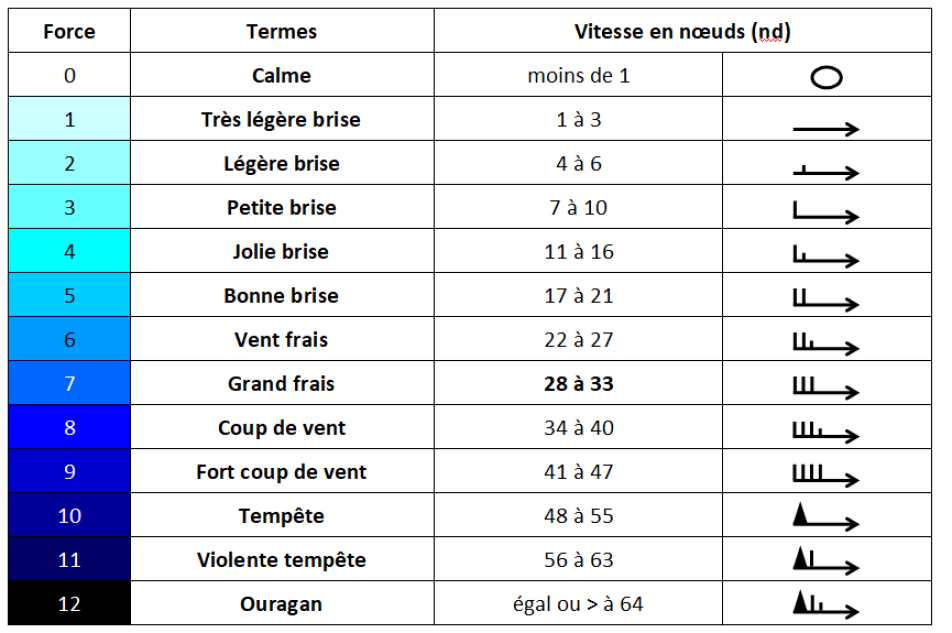 Force Termes Vitesse en nœuds (nd)
0 Calme moins de 1
1 Très légère brise 1 à 3
2 Légère brise 4 à 6
3 Petite brise 7 à 10
4 Jolie brise 11 à 16
5 Bonne brise 17 à 21
6 Vent frais 22 à 27
7 Grand frais 28 à 33
8 Coup de vent 34 à 40
9 Fort coup de vent 41 à 47
10 Tempête 48 à 55
11 Violente tempête 56 à 63
12 Ouragan égal ou > à 64